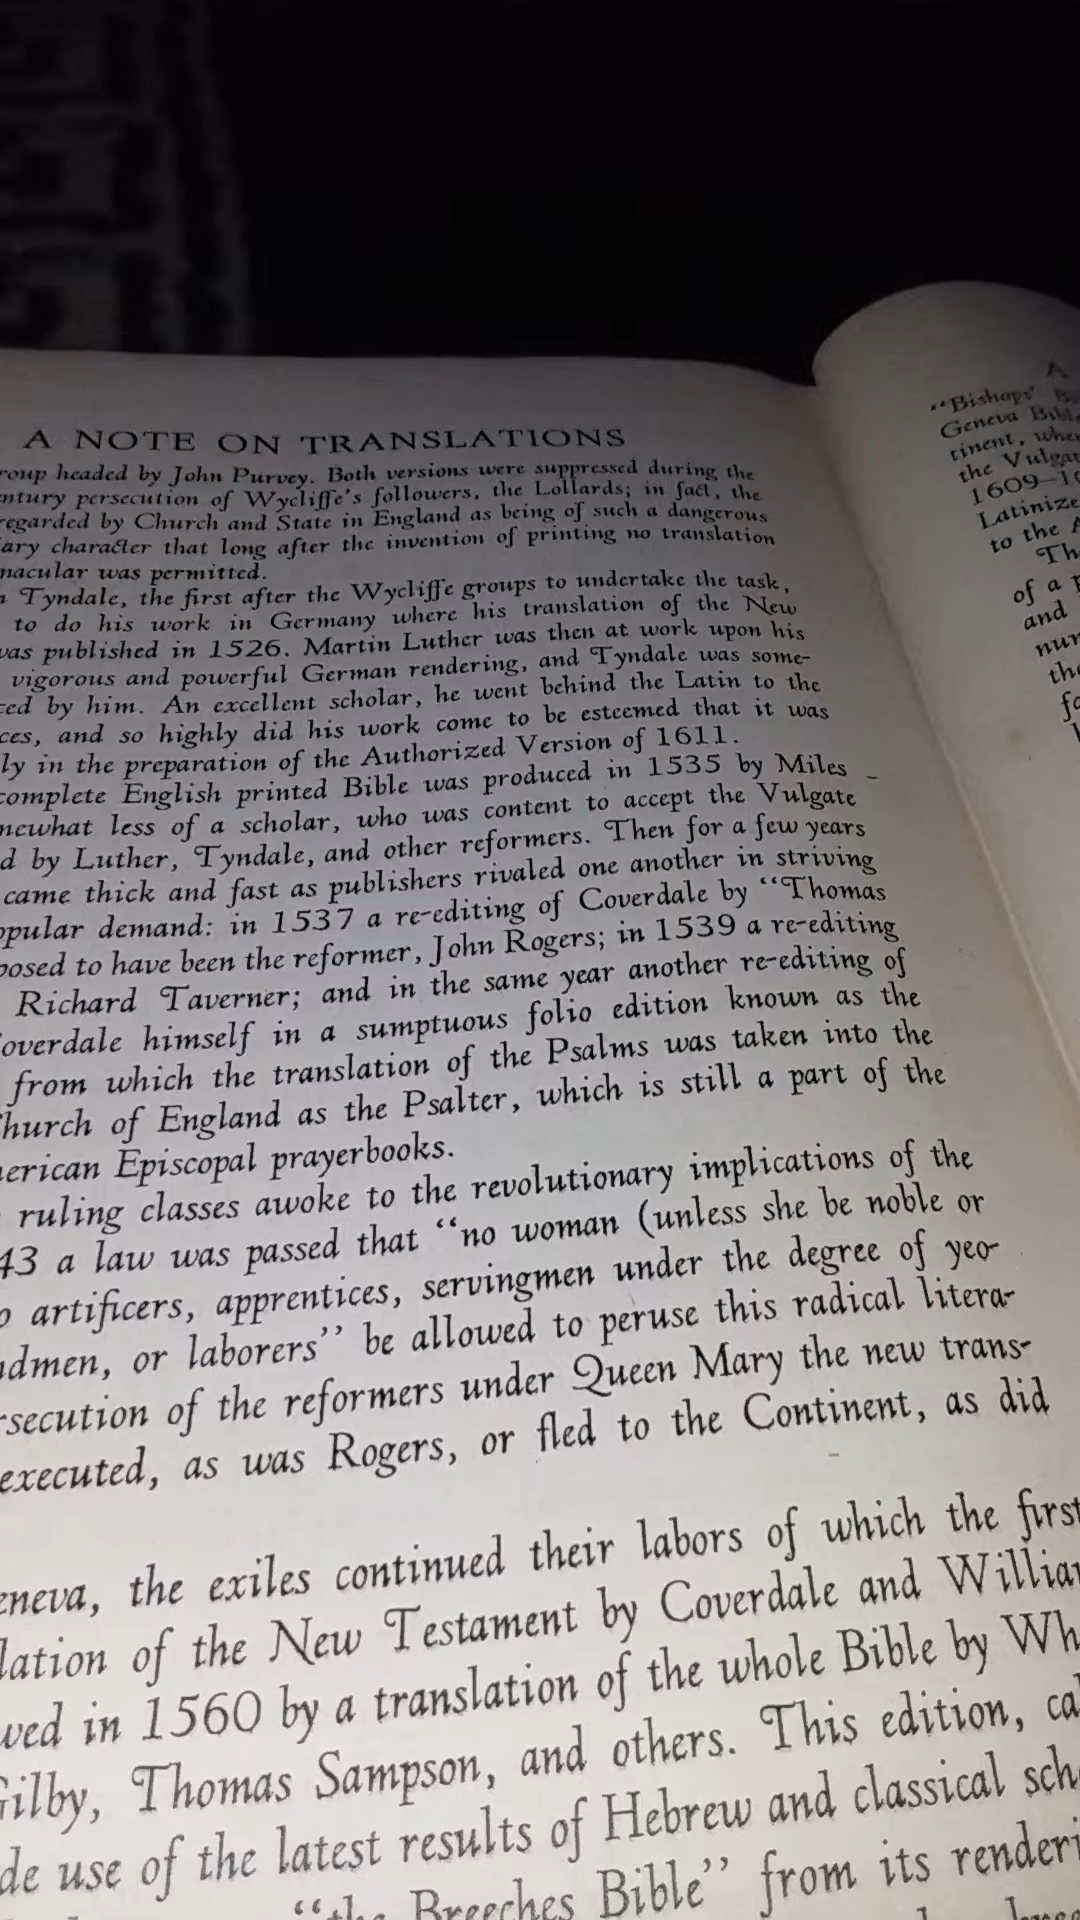 A NOTE ON TRANSLATIONS
roup headed by John Purvey. Both versions were suppressed during the
ntury persecution of Wycliffe's followers, the Lollards; in fact, the
regarded by Church and State in England as being of such a dangerous
ary character that long after the invention of printing no translation
nacular was permitted.
Tyndale, the first after the Wycliffe groups to undertake the task,
to do his work in Germany where his translation of the New
was published in 1526. Martin Luther was then at work upon his
vigorous and powerful German rendering, and Tyndale was some-
ced by him. An excellent scholar, he went behind the Latin to the
ces, and so highly did his work come to be esteemed that it was
ly in the preparation of the Authorized Version of 1611.
complete English printed Bible was produced in 1535 by Miles
mewhat less of a scholar, who was content to accept the Vulgate
d by Luther, Tyndale, and other reformers. Then for a few years
came thick and fast as publishers rivaled one another in striving
opular demand: in 1537 a re-editing of Coverdale by “Thomas
posed to have been the reformer, John Rogers; in 1539 a re-editing
Richard Taverner; and in the same year another re-editing of
overdale himself in a sumptuous folio edition known as the
from which the translation of the Psalms was taken into the
hurch of England as the Psalter, which is still a part of the
erican Episcopal prayerbooks.
ruling classes awoke to the revolutionary implications of the
43 a law was passed that “no woman (unless she be noble or
o artificers, apprentices, servingmen under the degree of yeo-
dmen, or laborers” be allowed to peruse this radical litera-
rsecution of the reformers under Queen Mary the new trans-
executed, as was Rogers, or fled to the Continent, as did
eneva, the exiles continued their labors of which the first
lation of the New Testament by Coverdale and Willia
wed in 1560 by a translation of the whole Bible by Wh
Gilby, Thomas Sampson, and others. This edition, ca
de use of the latest results of Hebrew and classical sch
“the Breeches Bible” from its renderi
“Bishops’
Geneva Bibl
tinent, whe
the Vulgat
1609–1
Latinize
to the A
Th
of a p
and
nur
the
fo